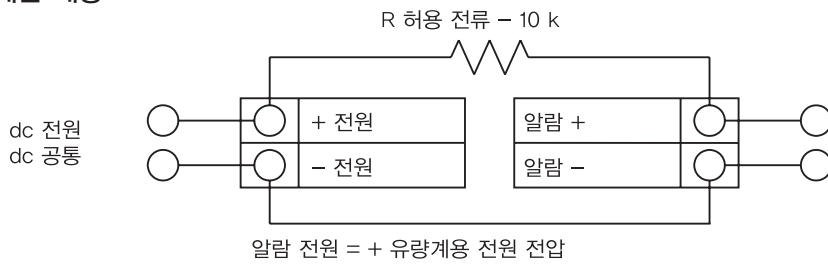 R 허용 전류 – 10 k
dc 전원
dc 공통
+ 전원
– 전원
알람 +
알람 –
알람 전원 = + 유량계용 전원 전압